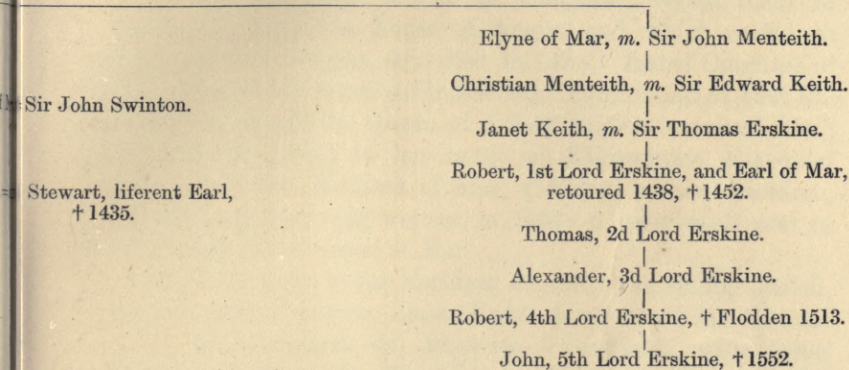 Elyne of Mar, m. Sir John Menteith.
Christian Menteith, m. Sir Edward Keith.
Sir John Swinton.
Janet Keith, m. Sir Thomas Erskine.
Robert, 1st Lord Erskine, and Earl of Mar,
retoured 1438, † 1452.
Stewart, liferent Earl,
† 1435.
Thomas, 2d Lord Erskine.
Alexander, 3d Lord Erskine.
Robert, 4th Lord Erskine, † Flodden 1513.
John, 5th Lord Erskine, † 1552.